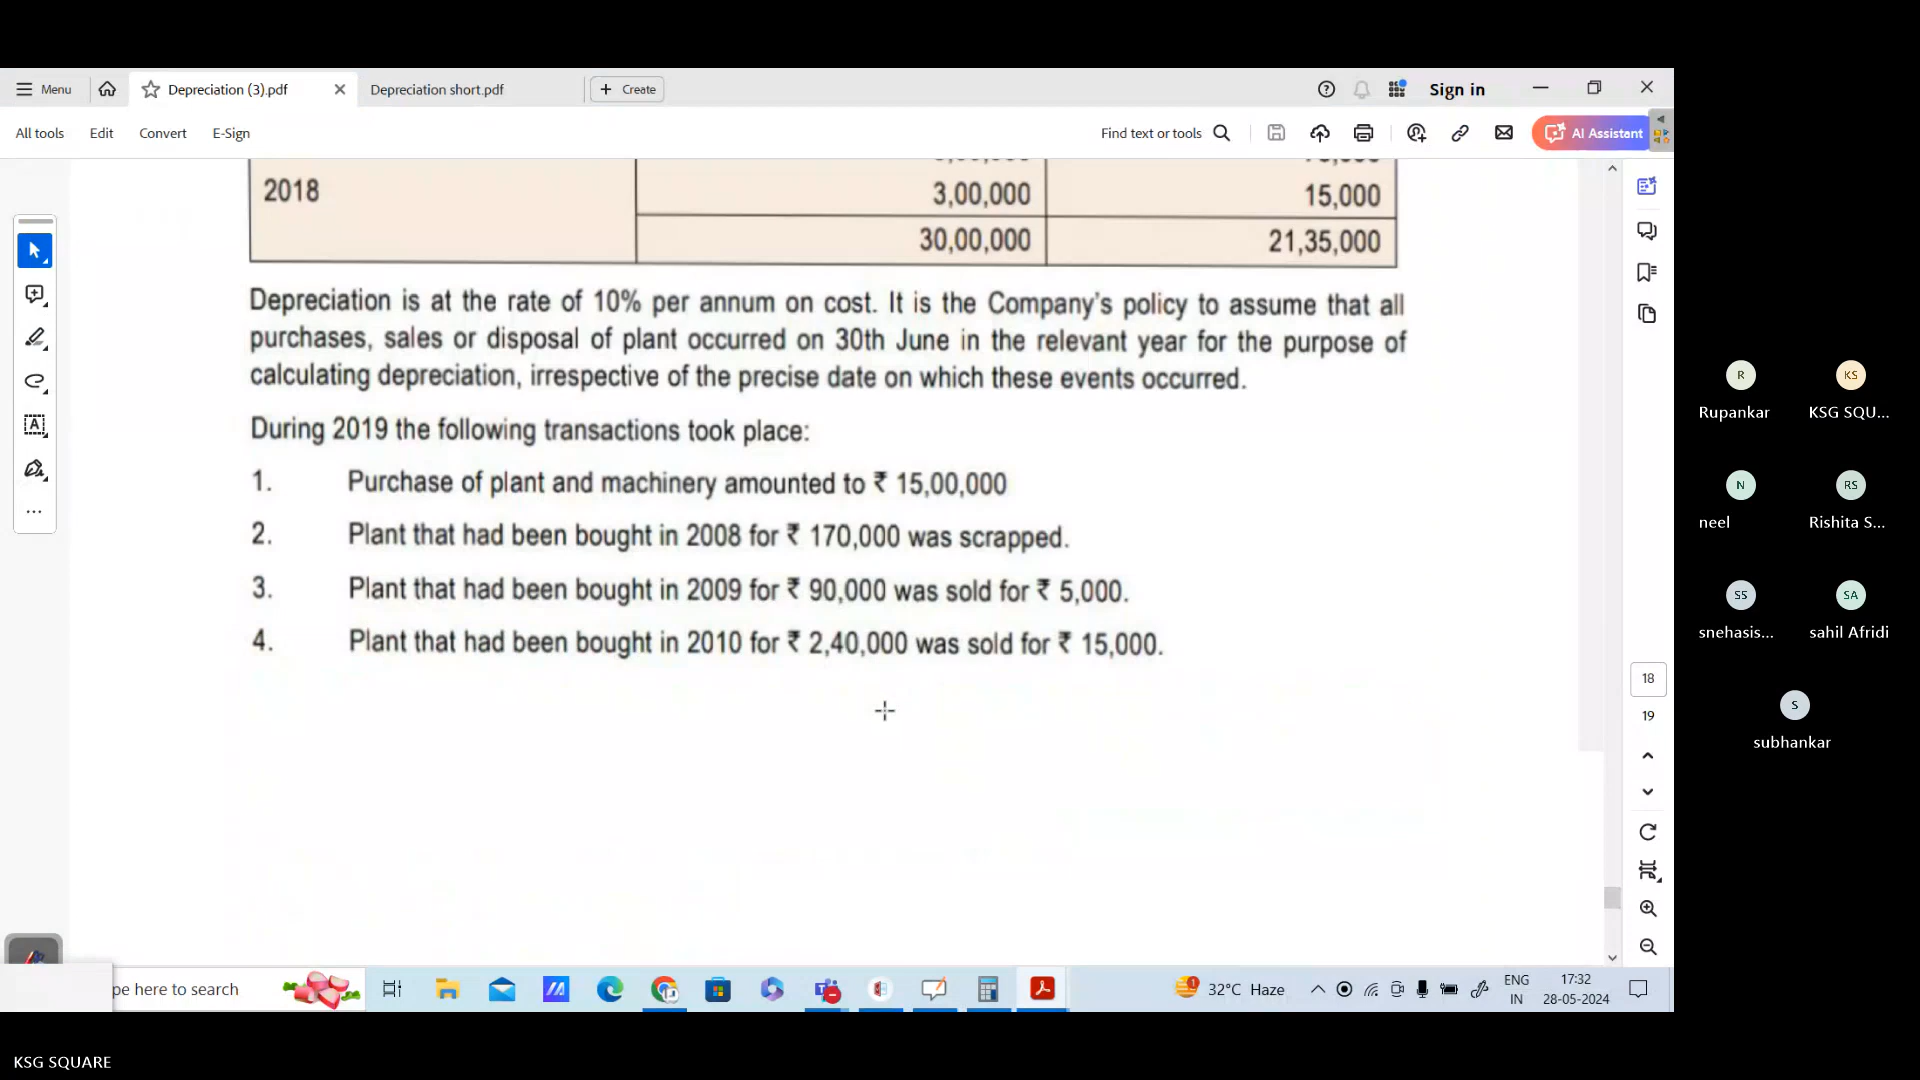 Menu
Depreciation (3).pdf
Depreciation short.pdf
Create
Sign in
All tools
Edit
Convert
E-Sign
Find text or tools
AI Assistant
2018 3,00,000 15,000
30,00,000 21,35,000
Depreciation is at the rate of 10% per annum on cost. It is the Company's policy to assume that all
purchases, sales or disposal of plant occurred on 30th June in the relevant year for the purpose of
calculating depreciation, irrespective of the precise date on which these events occurred.
During 2019 the following transactions took place:
1. Purchase of plant and machinery amounted to ₹ 15,00,000
2. Plant that had been bought in 2008 for ₹ 170,000 was scrapped.
3. Plant that had been bought in 2009 for ₹ 90,000 was sold for ₹ 5,000.
4. Plant that had been bought in 2010 for ₹ 2,40,000 was sold for ₹ 15,000.
18
19
R
Rupankar
KS
KSG SQU...
N
neel
RS
Rishita S...
SS
snehasis...
SA
sahil Afridi
S
subhankar
pe here to search
32°C Haze
ENG
IN
17:32
28-05-2024
KSG SQUARE